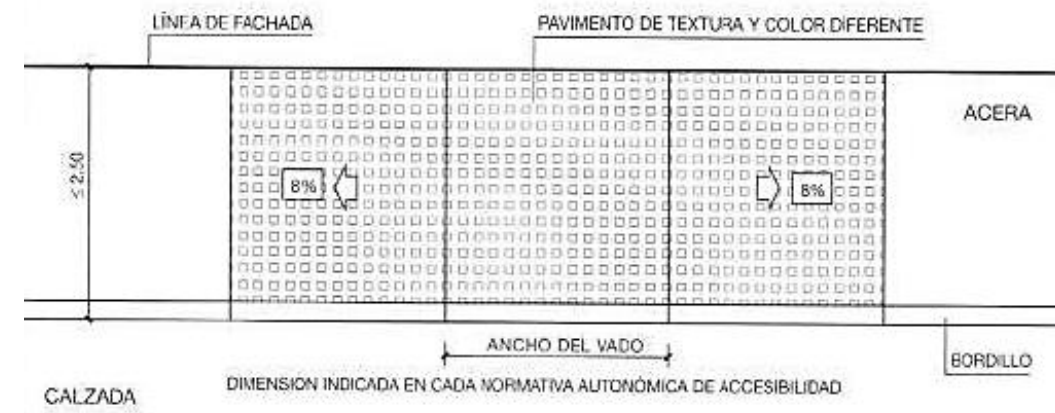 LÍNEA DE FACHADA
PAVIMENTO DE TEXTURA Y COLOR DIFERENTE
ACERA
≤ 2.50
8%
8%
ANCHO DEL VADO
BORDILLO
DIMENSION INDICADA EN CADA NORMATIVA AUTONÓMICA DE ACCESIBILIDAD
CALZADA